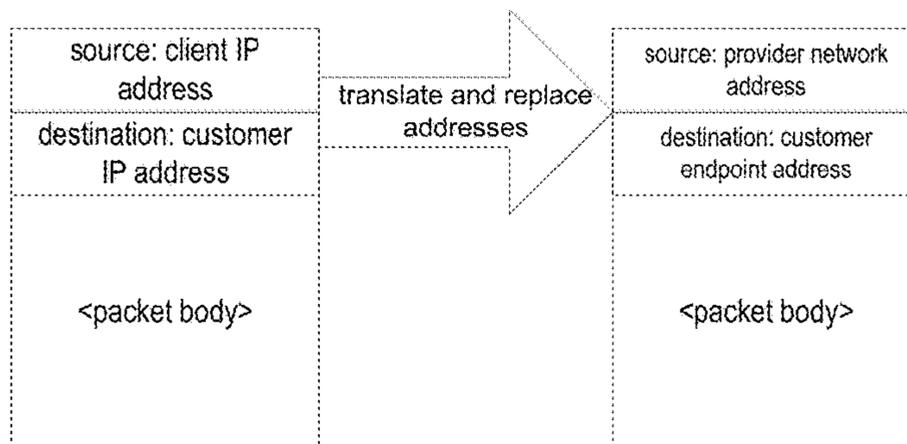 source: client IP
address
destination: customer
IP address
<packet body>
translate and replace
addresses
source: provider network
address
destination: customer
endpoint address
<packet body>